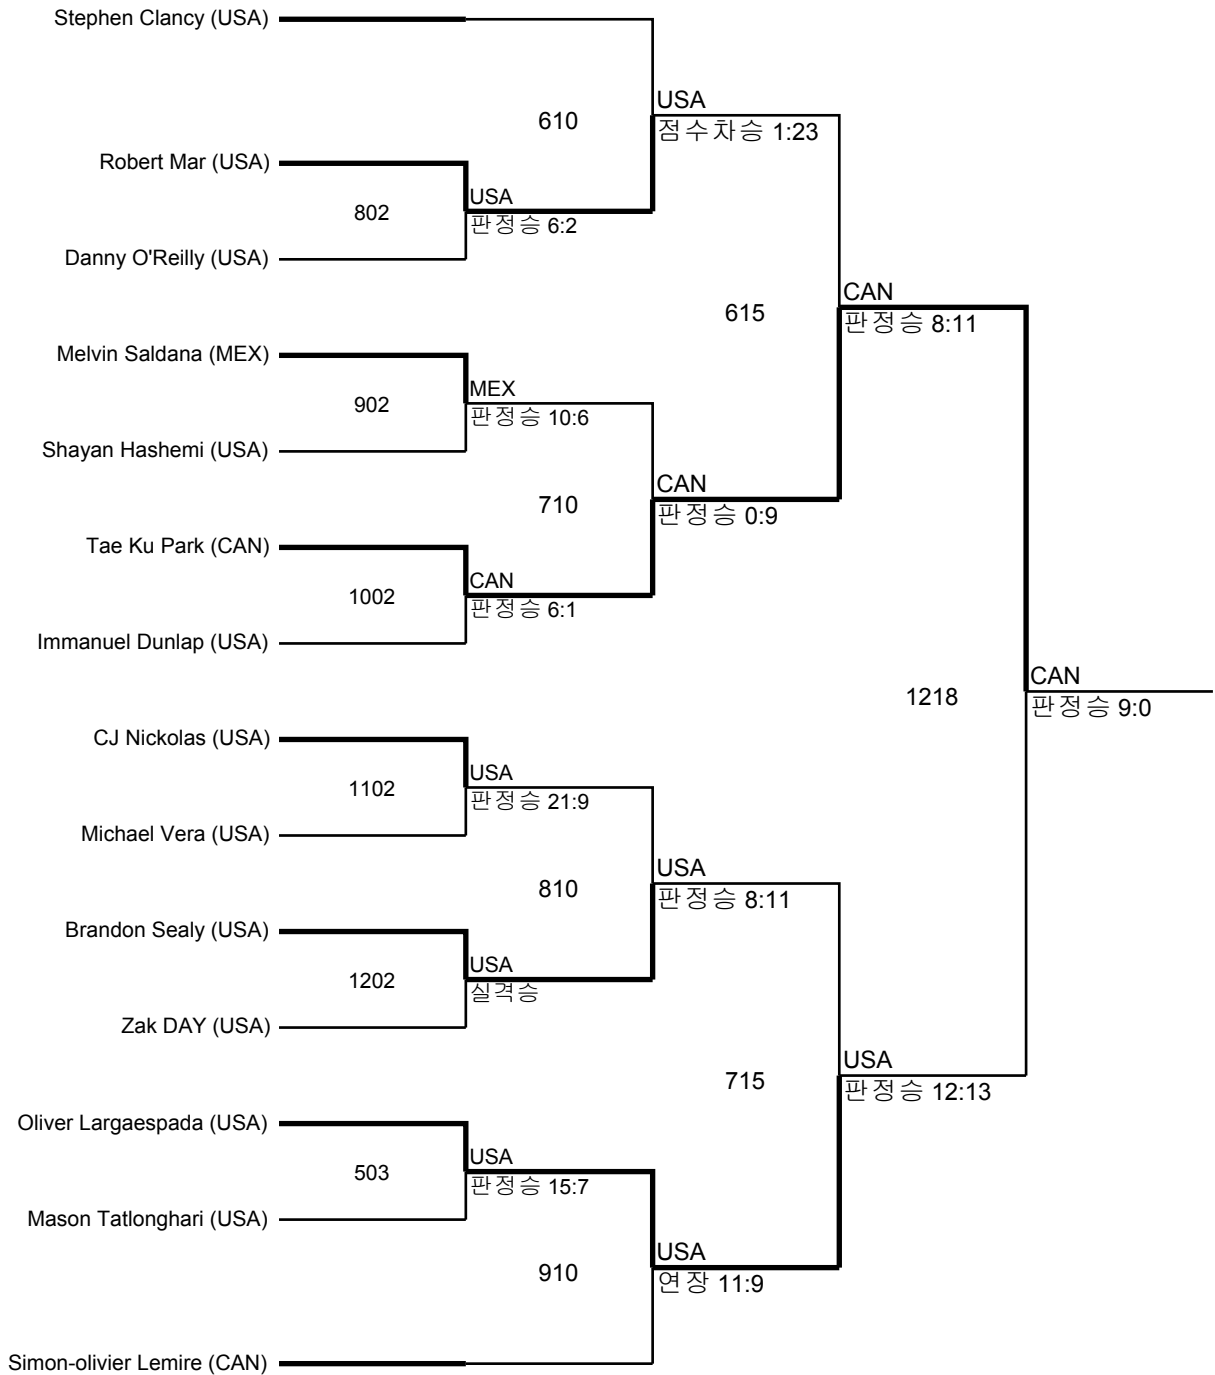 Stephen Clancy (USA)
USA
610
점수차승 1:23
Robert Mar (USA)
USA
802
판정승 6:2
Danny O'Reilly (USA)
CAN
615
판정승 8:11
Melvin Saldana (MEX)
MEX
902
판정승 10:6
Shayan Hashemi (USA)
CAN
710
판정승 0:9
Tae Ku Park (CAN)
CAN
1002
판정승 6:1
Immanuel Dunlap (USA)
CAN
1218
판정승 9:0
CJ Nickolas (USA)
USA
1102
판정승 21:9
Michael Vera (USA)
USA
810
판정승 8:11
Brandon Sealy (USA)
USA
1202
실격승
Zak DAY (USA)
USA
715
판정승 12:13
Oliver Largaespada (USA)
USA
503
판정승 15:7
Mason Tatlonghari (USA)
USA
910
연장 11:9
Simon-olivier Lemire (CAN)